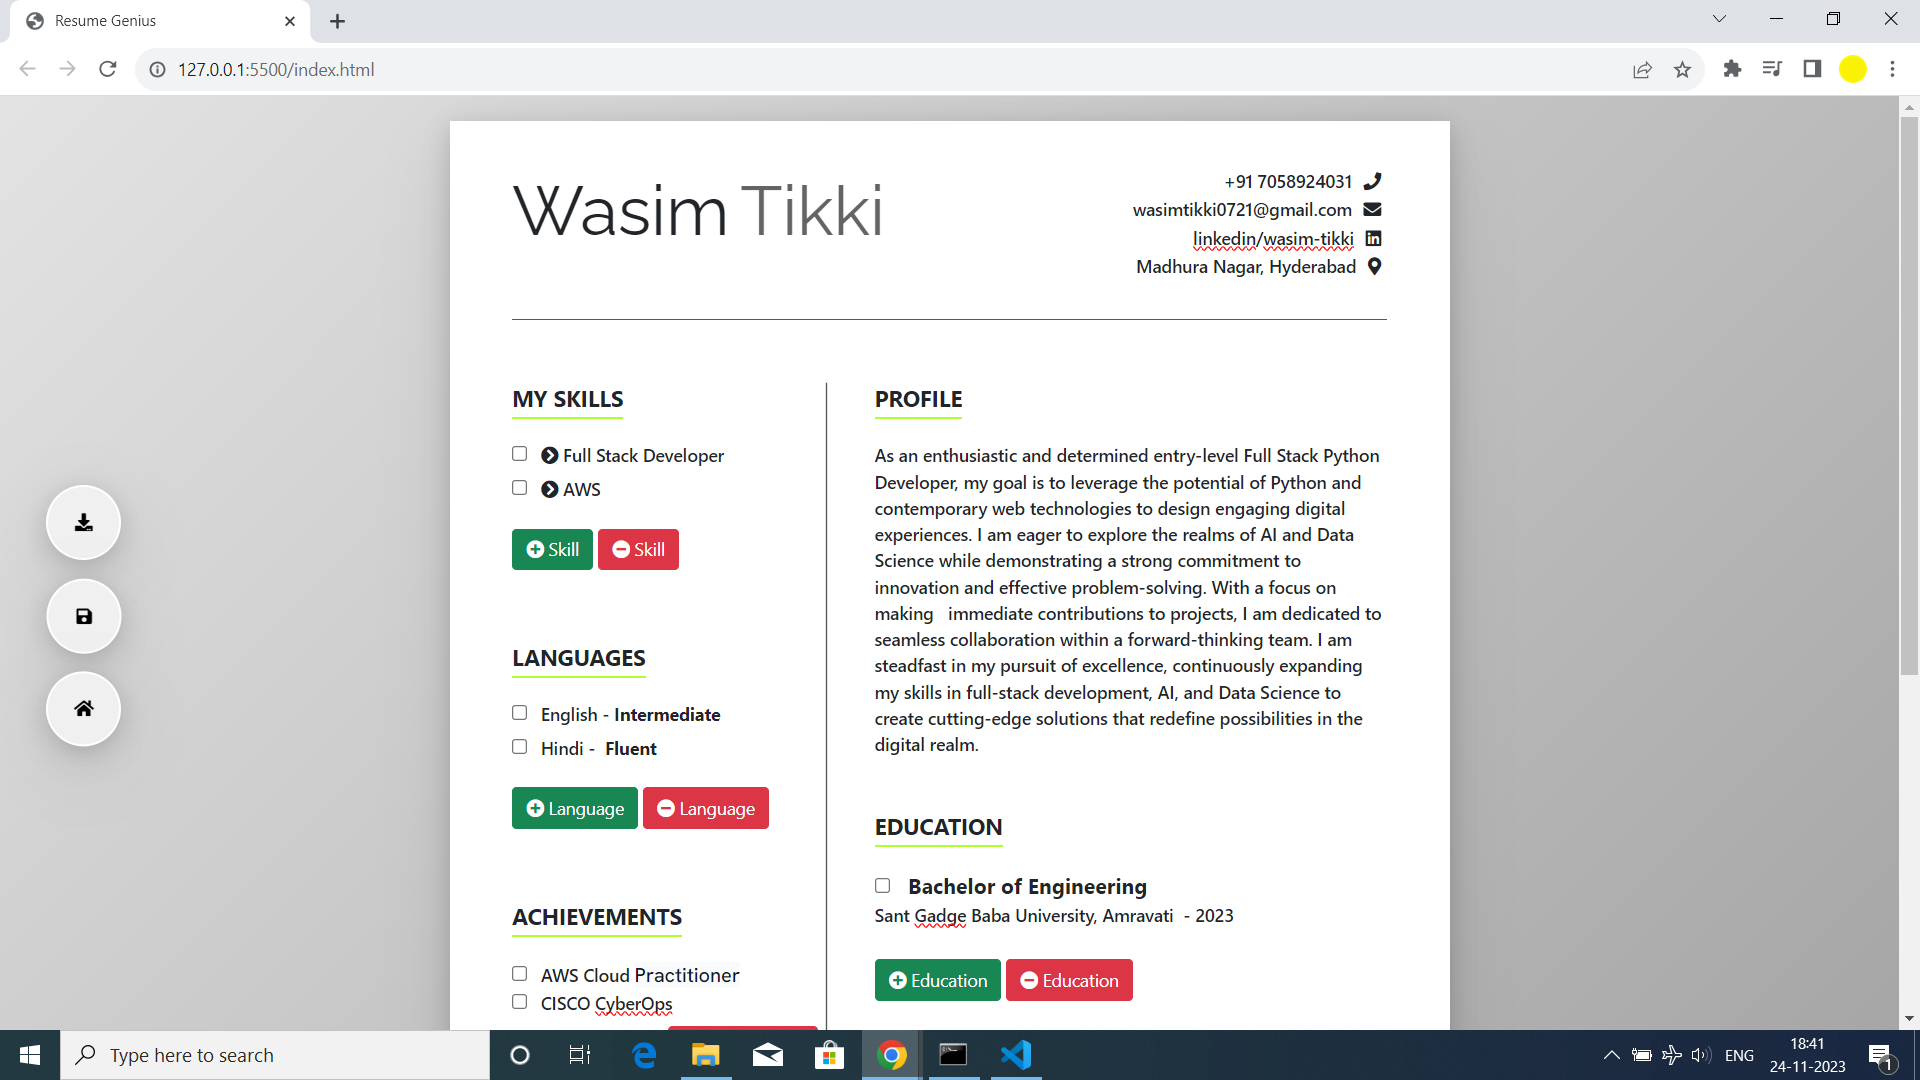 Resume Genius
127.0.0.1:5500/index.html
Wasim Tikki
+91 7058924031
wasimtikki0721@gmail.com
linkedin/wasim-tikki
Madhura Nagar, Hyderabad
MY SKILLS
Full Stack Developer
AWS
Skill Skill
LANGUAGES
English - Intermediate
Hindi - Fluent
Language Language
ACHIEVEMENTS
AWS Cloud Practitioner
CISCO CyberOps
PROFILE
As an enthusiastic and determined entry-level Full Stack Python
Developer, my goal is to leverage the potential of Python and
contemporary web technologies to design engaging digital
experiences. I am eager to explore the realms of AI and Data
Science while demonstrating a strong commitment to
innovation and effective problem-solving. With a focus on
making   immediate contributions to projects, I am dedicated to
seamless collaboration within a forward-thinking team. I am
steadfast in my pursuit of excellence, continuously expanding
my skills in full-stack development, AI, and Data Science to
create cutting-edge solutions that redefine possibilities in the
digital realm.
EDUCATION
Bachelor of Engineering
Sant Gadge Baba University, Amravati  - 2023
Education Education
Type here to search
ENG
18:41
24-11-2023
1